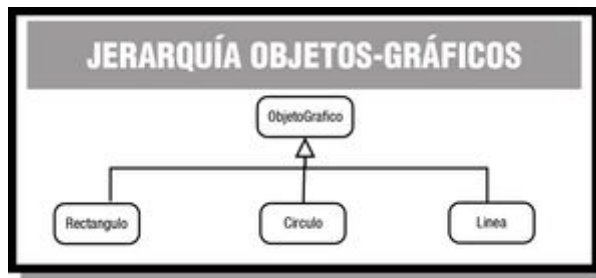 JERARQUÍA OBJETOS-GRÁFICOS
ObjetoGrafico
Rectangulo
Circulo
Linea